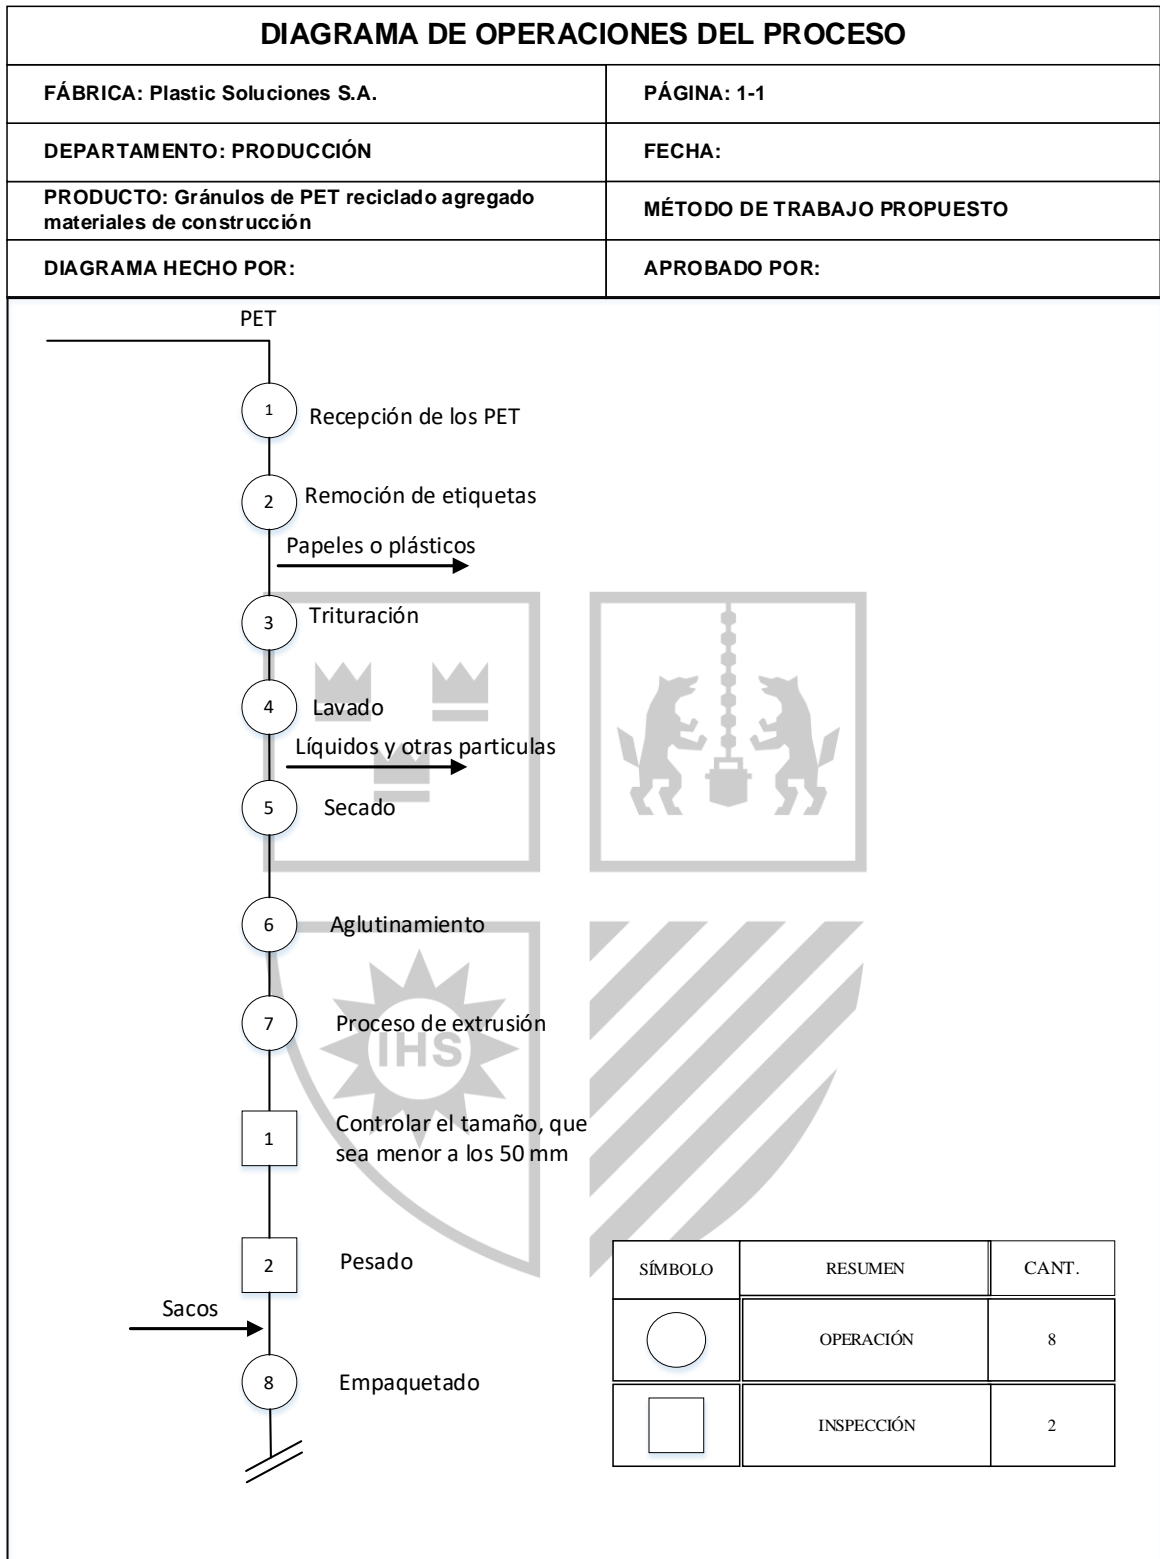 DIAGRAMA DE OPERACIONES DEL PROCESO
FÁBRICA: Plastic Soluciones S.A.
PÁGINA: 1-1
DEPARTAMENTO: PRODUCCIÓN
FECHA:
PRODUCTO: Gránulos de PET reciclado agregado
materiales de construcción
MÉTODO DE TRABAJO PROPUESTO
DIAGRAMA HECHO POR:
APROBADO POR:
PET
1
Recepción de los PET
2
Remoción de etiquetas
Papeles o plásticos
3
Trituración
4
Lavado
Líquidos y otras particulas
5
Secado
6
Aglutinamiento
7
Proceso de extrusión
IHS
1
Controlar el tamaño, que
sea menor a los 50 mm
2
Pesado
Sacos
8
Empaquetado
SÍMBOLO
RESUMEN
CANT.
OPERACIÓN
8
INSPECCIÓN
2